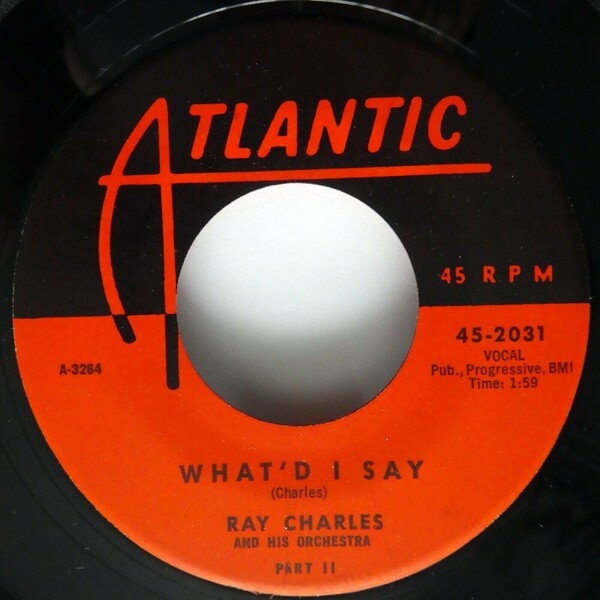 ATLANTIC
45 RPM
45-2031
VOCAL
Pub., Progressive, BMI
Time: 1:59
A-3264
WHAT'D I SAY
(Charles)
RAY CHARLES
AND HIS ORCHESTRA
PART II